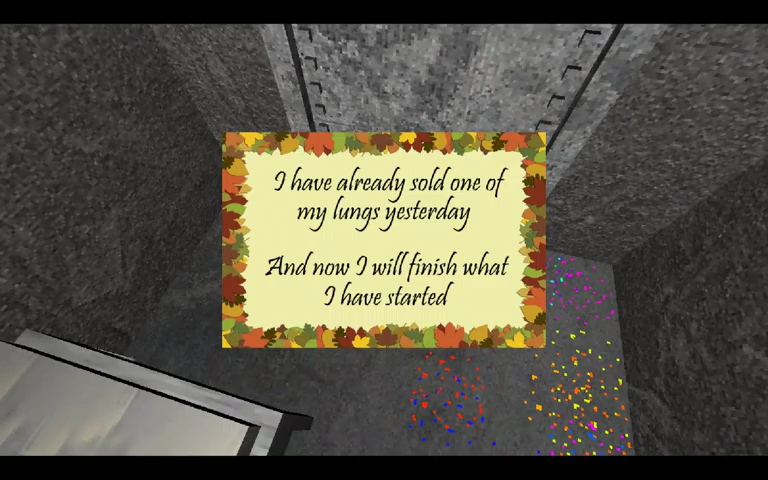 I have already sold one of
my lungs yesterday
And now I will finish what
I have started